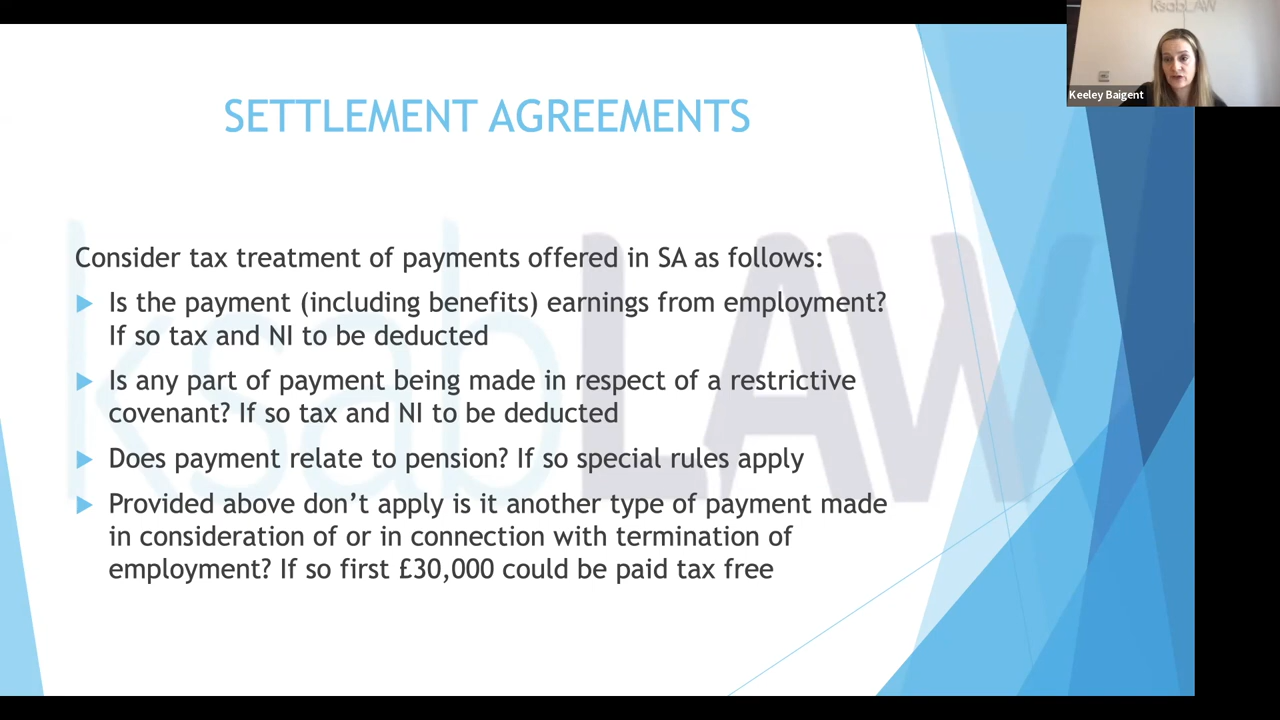 ksabLAW
Keeley Baigent
SETTLEMENT AGREEMENTS
ksabLAW
Consider tax treatment of payments offered in SA as follows:
Is the payment (including benefits) earnings from employment?
If so tax and NI to be deducted
Is any part of payment being made in respect of a restrictive
covenant? If so tax and NI to be deducted
Does payment relate to pension? If so special rules apply
Provided above don’t apply is it another type of payment made
in consideration of or in connection with termination of
employment? If so first £30,000 could be paid tax free